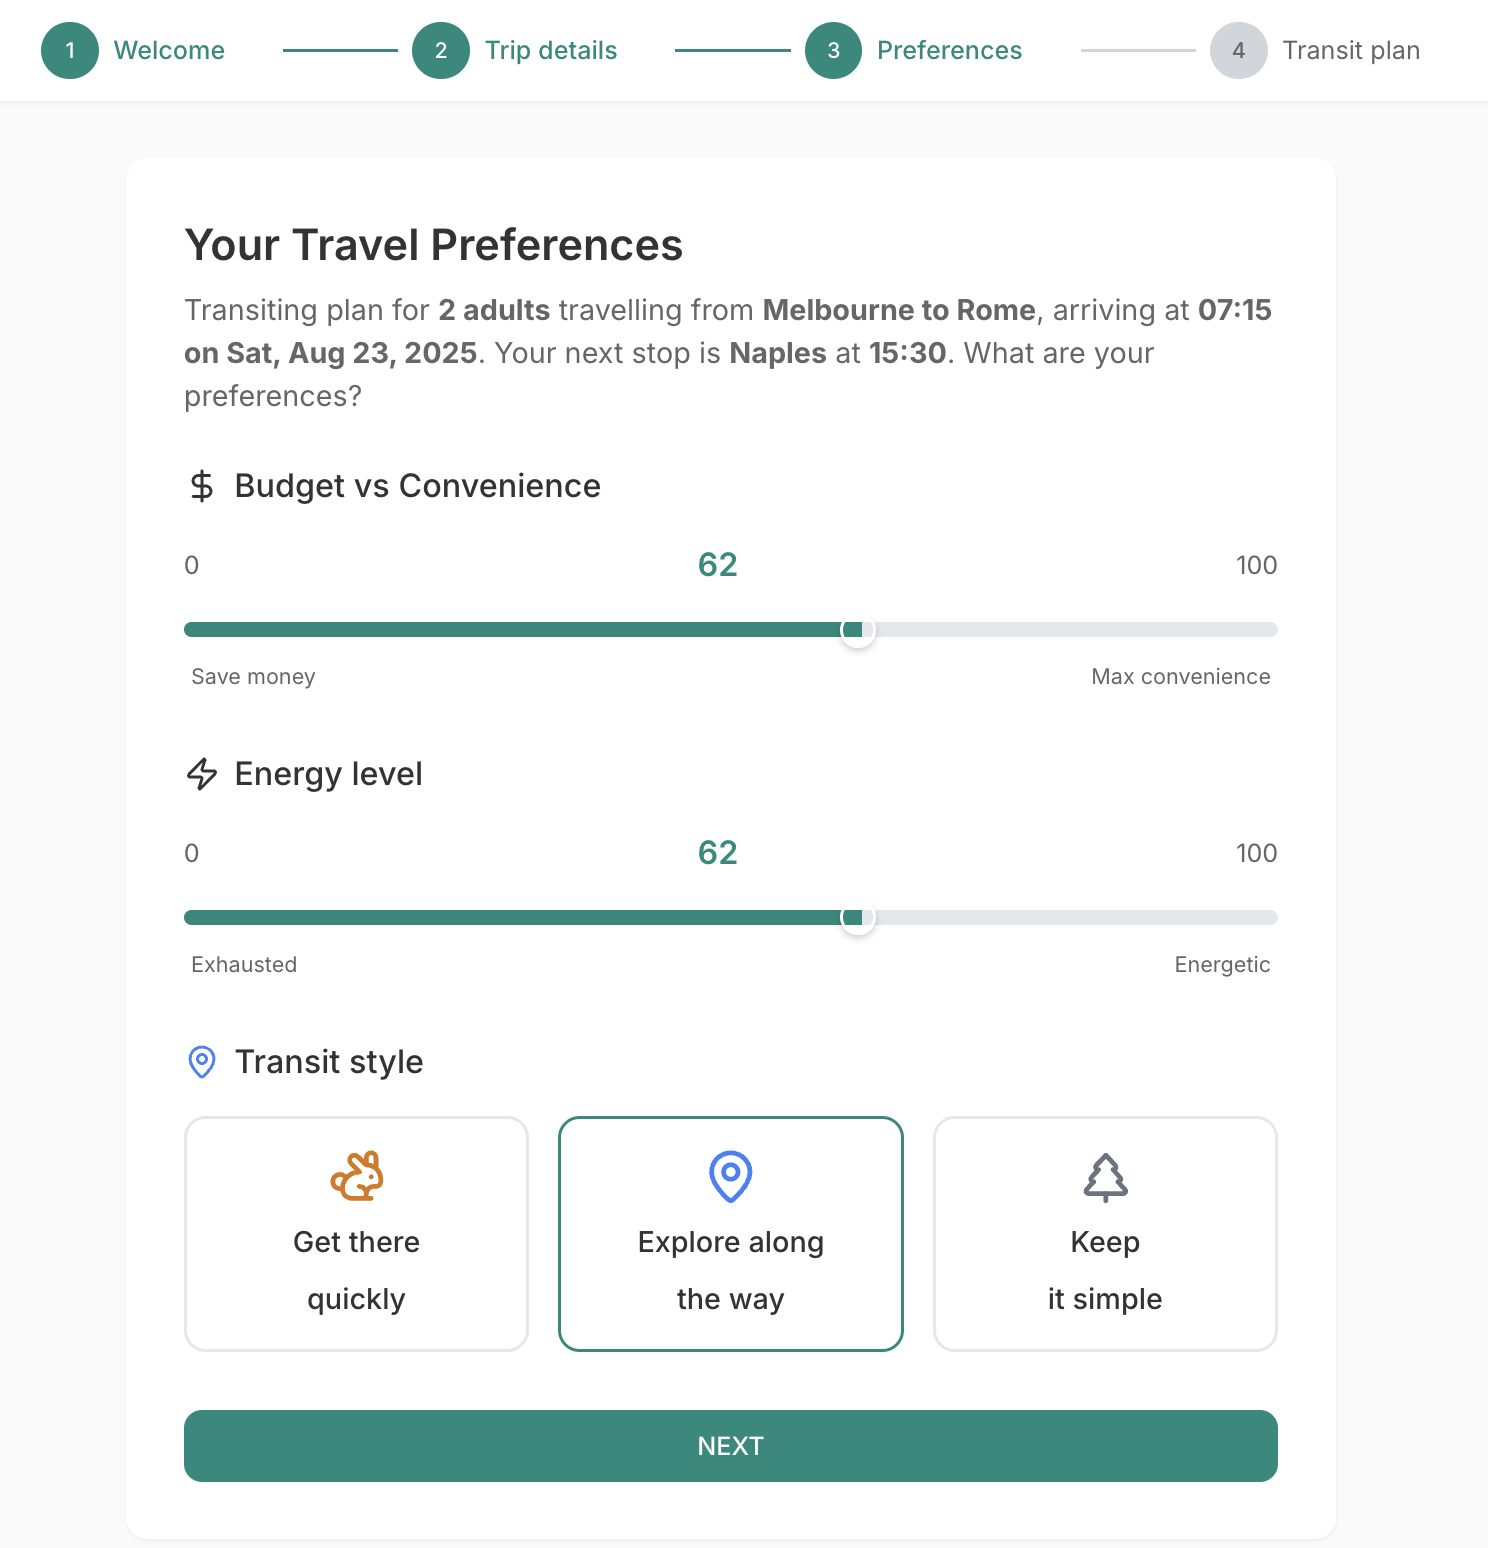 1 Welcome 2 Trip details 3 Preferences 4 Transit plan
Your Travel Preferences
Transiting plan for 2 adults travelling from Melbourne to Rome, arriving at 07:15
on Sat, Aug 23, 2025. Your next stop is Naples at 15:30. What are your
preferences?
Budget vs Convenience
0 62 100
Save money Max convenience
Energy level
0 62 100
Exhausted Energetic
Transit style
Get there
quickly
Explore along
the way
Keep
it simple
NEXT